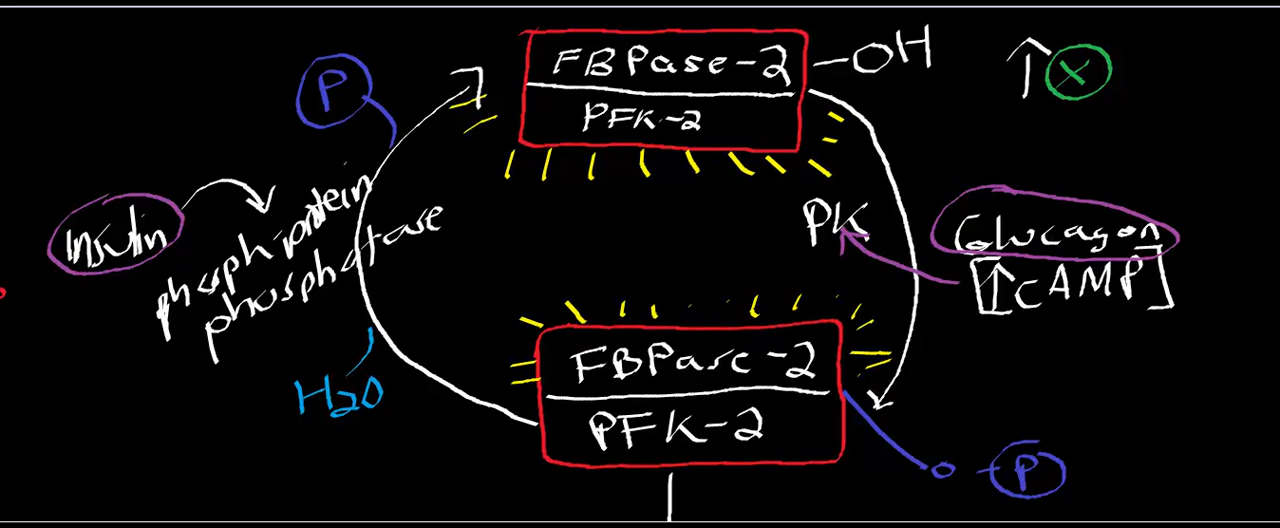 FBPase-2 -OH
PFK-2
↑ X
P
Insulin
phosphoprotein
phosphatase
PK
Glucagon
[↑cAMP]
H2O
FBPase-2
PFK-2
O -P